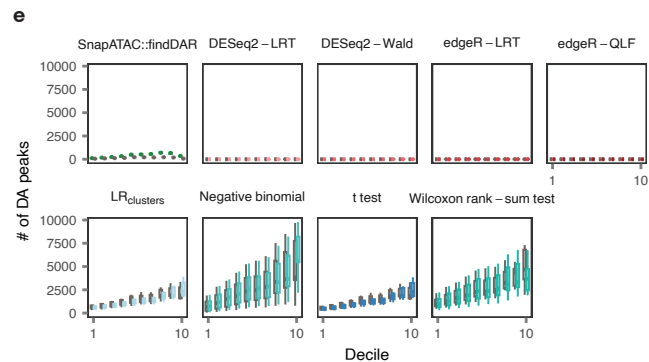 e
SnapATAC::findDAR
DESeq2 – LRT
DESeq2 – Wald
edgeR – LRT
edgeR – QLF
10000
7500
5000
2500
0
1
10
# of DA peaks
LRclusters
Negative binomial
t test
Wilcoxon rank – sum test
10000
7500
5000
2500
0
1
10
1
10
1
10
1
10
Decile